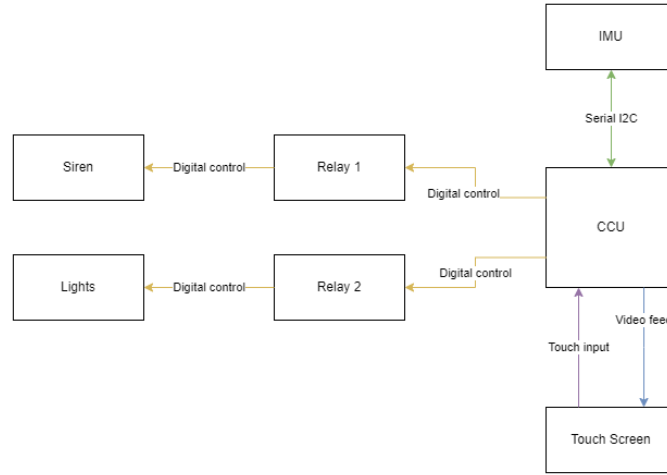 IMU
Serial I2C
Siren
Digital control
Relay 1
Digital control
CCU
Lights
Digital control
Relay 2
Digital control
Touch input
Video feed
Touch Screen